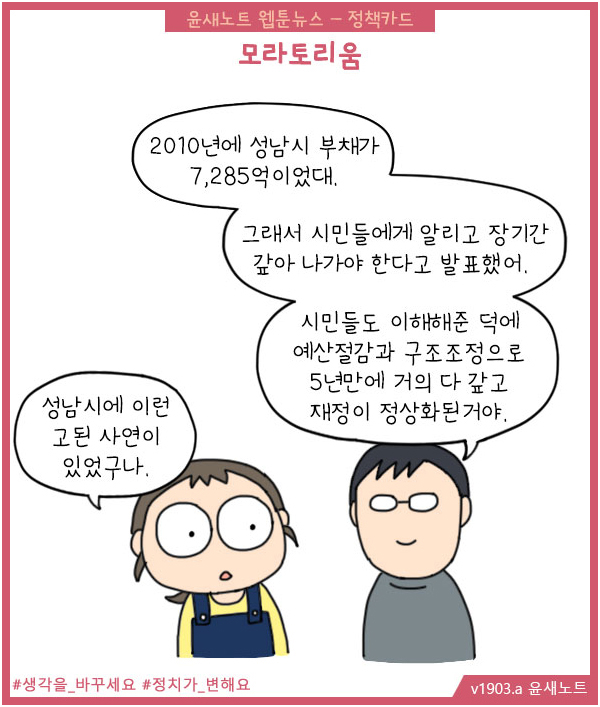 윤새노트 웹툰뉴스 – 정책카드
모라토리움
2010년에 성남시 부채가
7,285억이었대.
그래서 시민들에게 알리고 장기간
갚아 나가야 한다고 발표했어.
시민들도 이해해준 덕에
예산절감과 구조조정으로
5년만에 거의 다 갚고
재정이 정상화된거야.
성남시에 이런
고된 사연이
있었구나.
#생각을_바꾸세요 #정치가_변해요
v1903.a 윤새노트